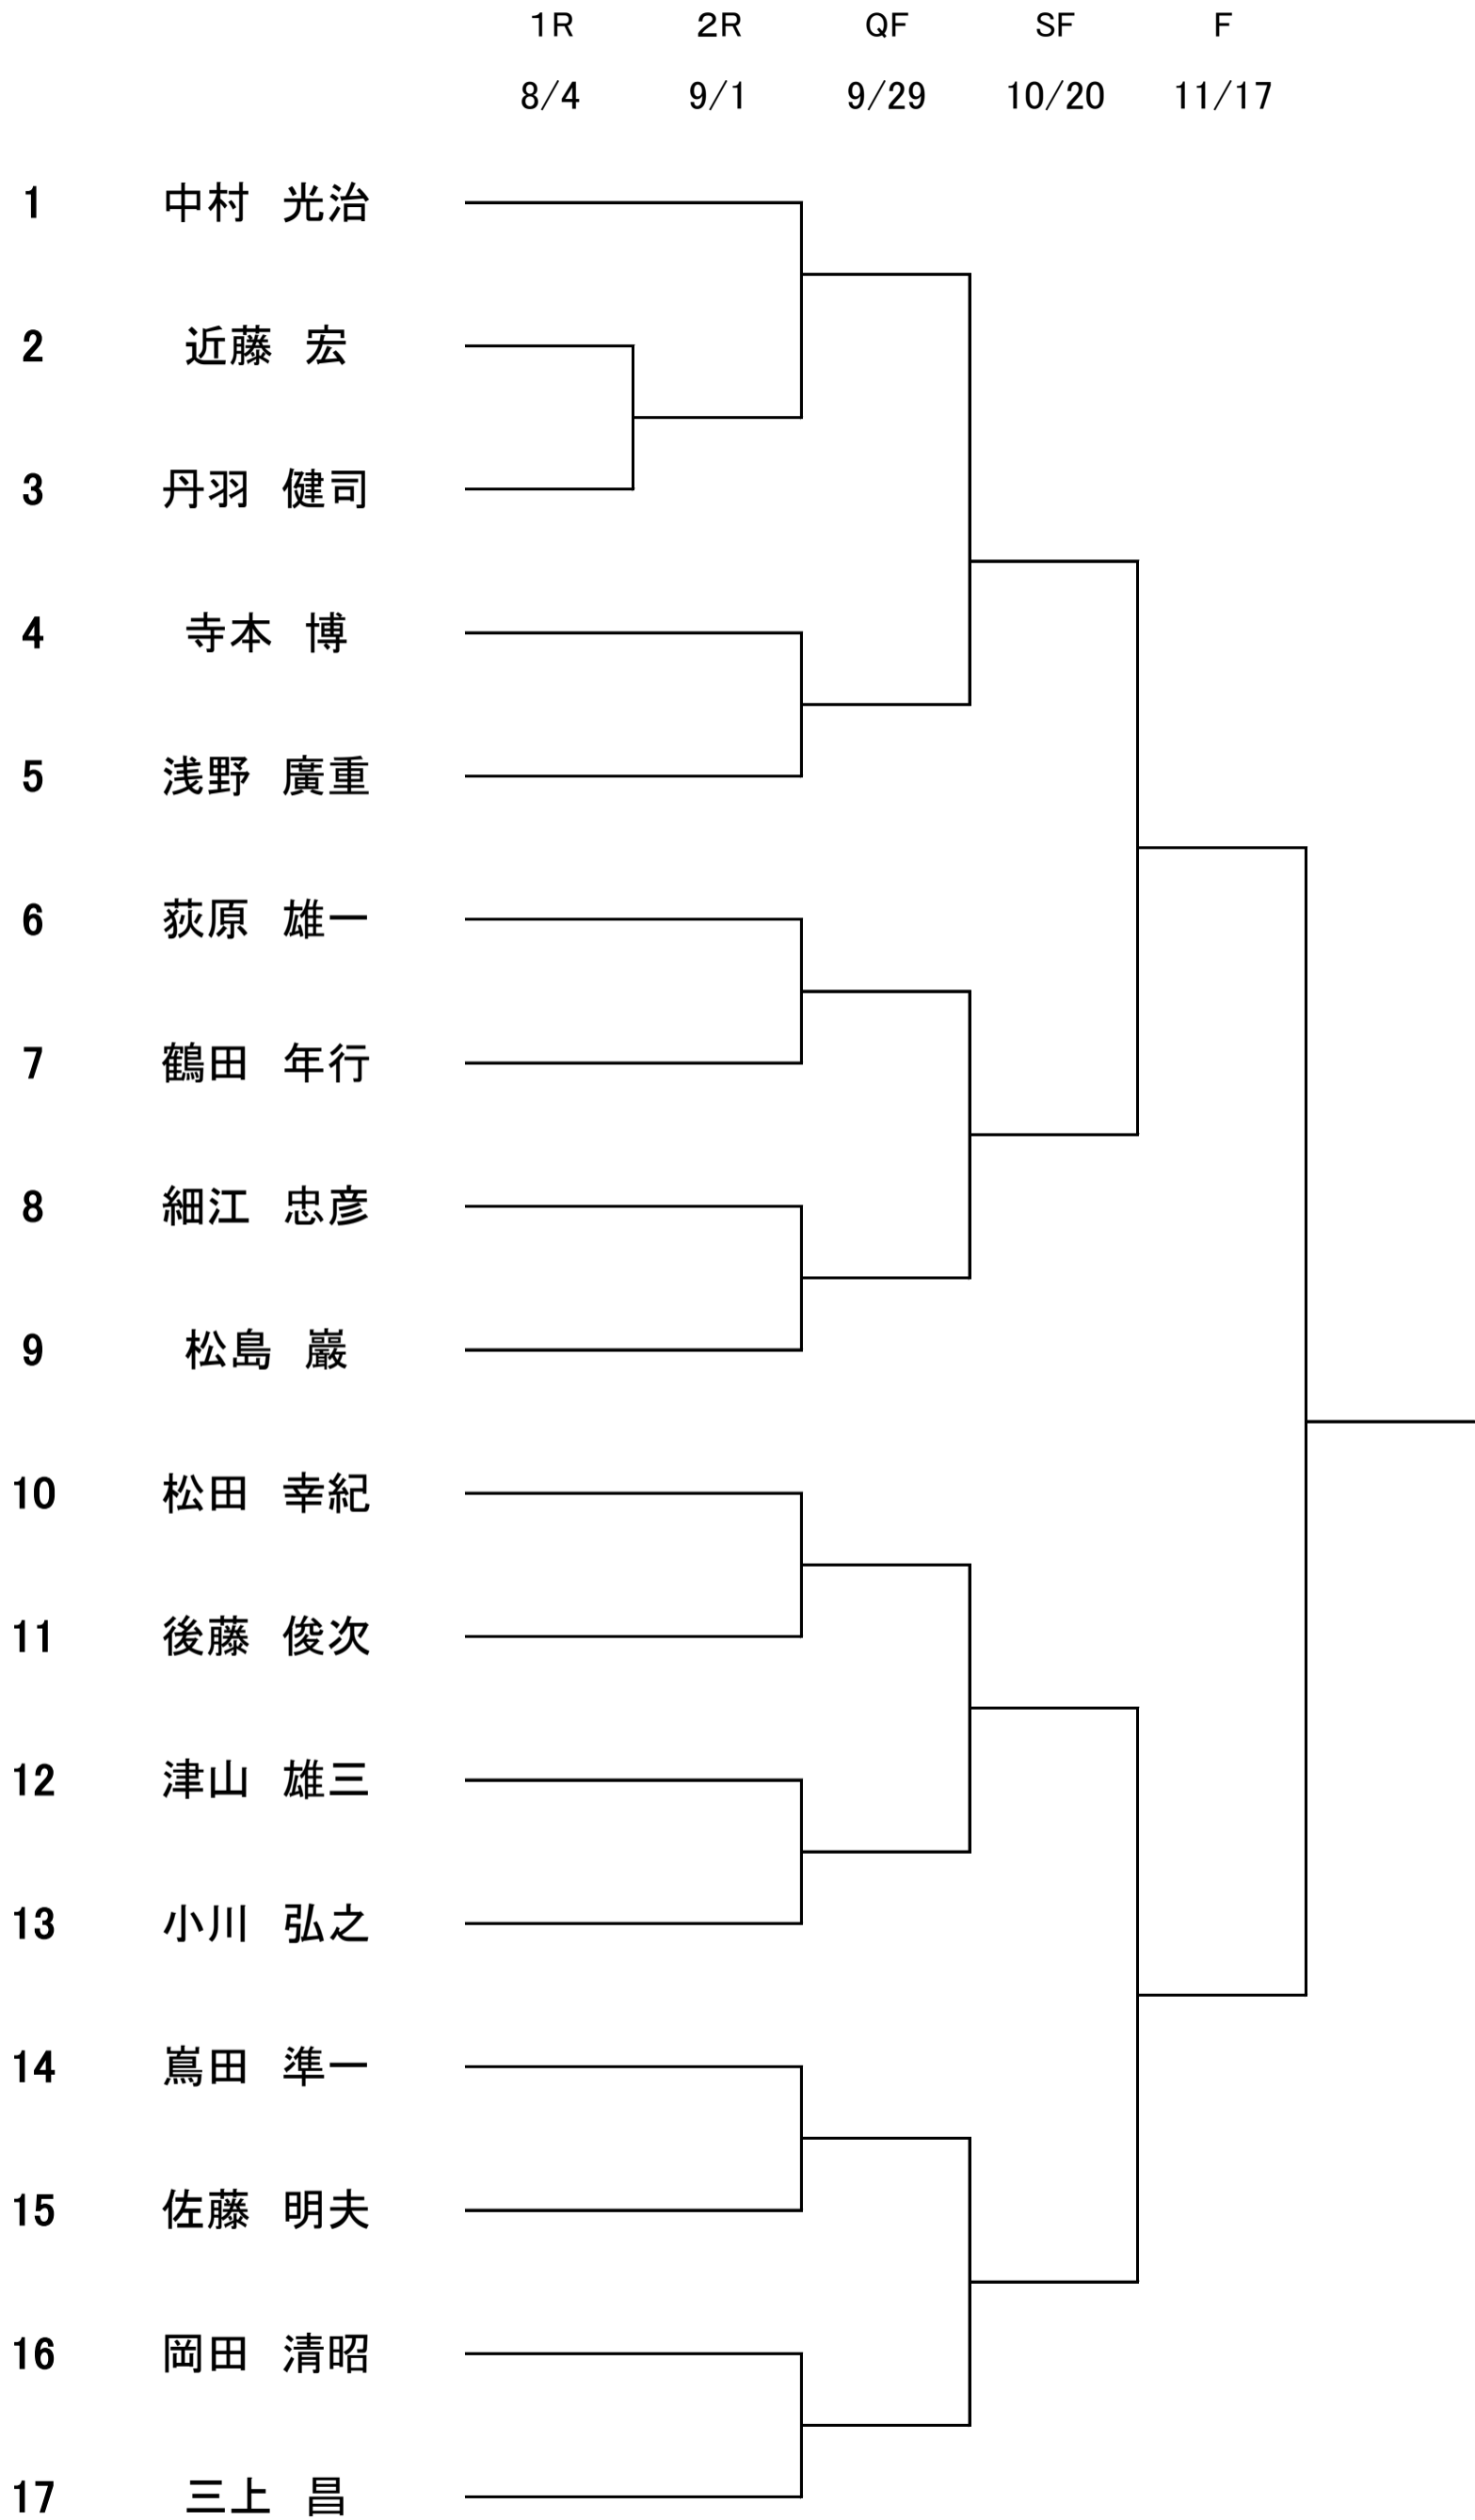 1R 2R QF SF F
8/4 9/1 9/29 10/20 11/17
1 中村 光治
2 近藤 宏
3 丹羽 健司
4 寺本 博
5 浅野 廣重
6 荻原 雄一
7 鶴田 年行
8 細江 忠彦
9 松島 巌
10 松田 幸紀
11 後藤 俊次
12 津山 雄三
13 小川 弘之
14 嶌田 準一
15 佐藤 明夫
16 岡田 清昭
17 三上 昌